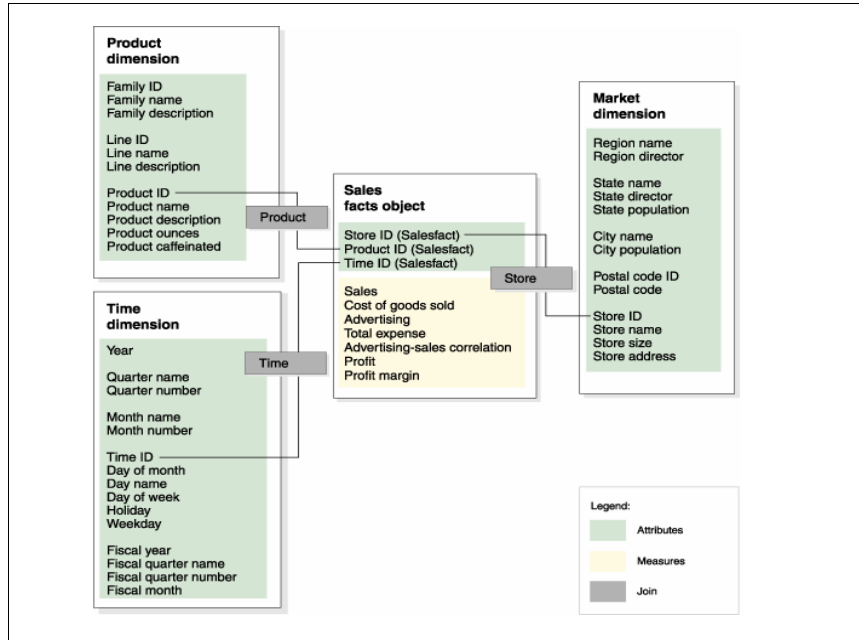 Product
dimension
Family ID
Family name
Family description
Line ID
Line name
Line description
Product ID
Product name
Product description
Product ounces
Product caffeinated
Product
Time
dimension
Year
Quarter name
Quarter number
Month name
Month number
Time ID
Day of month
Day name
Day of week
Holiday
Weekday
Fiscal year
Fiscal quarter name
Fiscal quarter number
Fiscal month
Time
Sales
facts object
Store ID (Salesfact)
Product ID (Salesfact)
Time ID (Salesfact)
Sales
Cost of goods sold
Advertising
Total expense
Advertising-sales correlation
Profit
Profit margin
Store
Market
dimension
Region name
Region director
State name
State director
State population
City name
City population
Postal code ID
Postal code
Store ID
Store name
Store size
Store address
Legend:
Attributes
Measures
Join